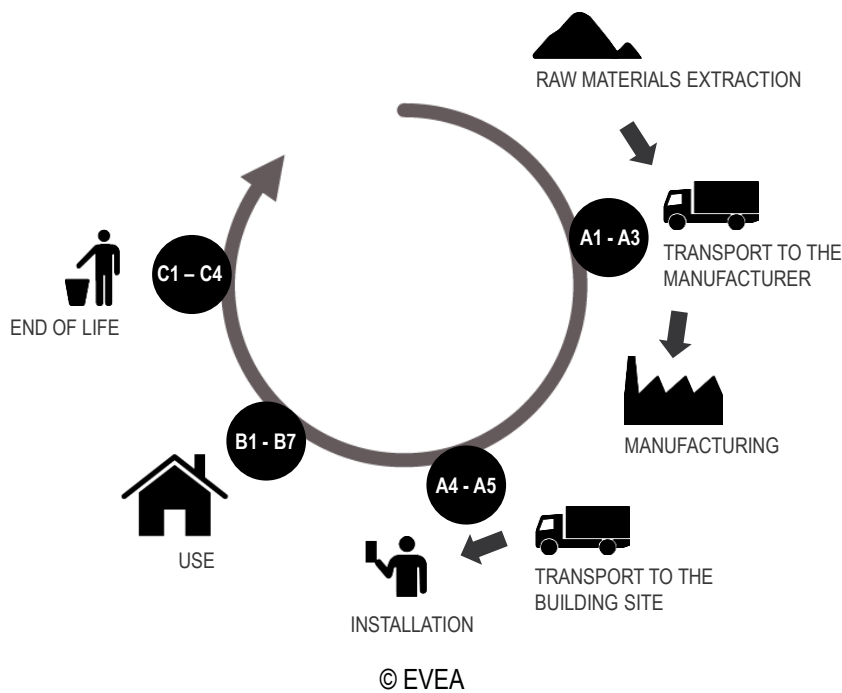 RAW MATERIALS EXTRACTION
A1 - A3
TRANSPORT TO THE
MANUFACTURER
MANUFACTURING
A4 - A5
TRANSPORT TO THE
BUILDING SITE
INSTALLATION
B1 - B7
USE
C1 – C4
END OF LIFE
© EVEA